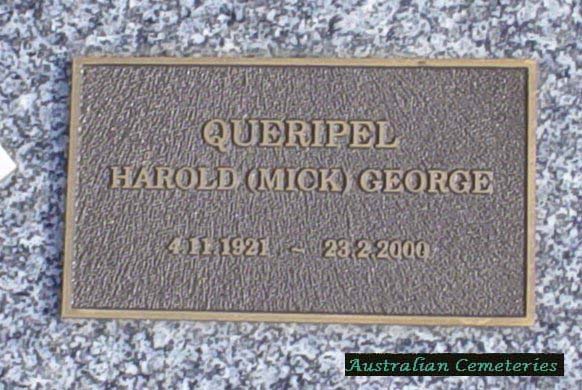 QUERIPEL
HAROLD (MICK) GEORGE
4.11.1921 - 23.2.2000
Australian Cemeteries